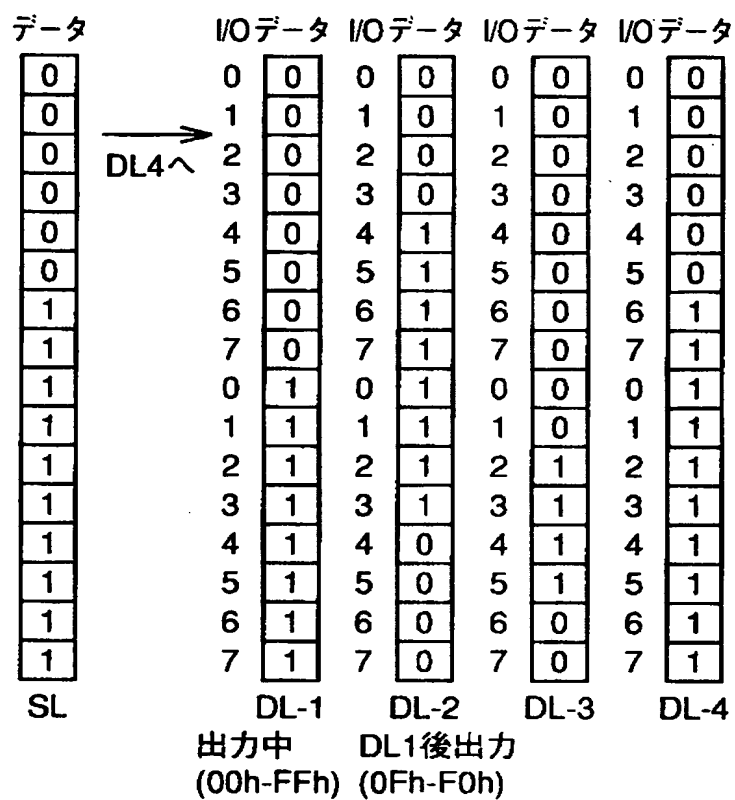 データ I/Oデータ I/Oデータ I/Oデータ I/Oデータ
0 0 0 0 0 0 0 0 0
0 1 0 1 0 1 0 1 0
DL4へ
0 2 0 2 0 2 0 2 0
0 3 0 3 0 3 0 3 0
0 4 0 4 1 4 0 4 0
0 5 0 5 1 5 0 5 0
1 6 0 6 1 6 0 6 1
1 7 0 7 1 7 0 7 1
1 0 1 0 1 0 0 0 1
1 1 1 1 1 1 0 1 1
1 2 1 2 1 2 1 2 1
1 3 1 3 1 3 1 3 1
1 4 1 4 0 4 1 4 1
1 5 1 5 0 5 1 5 1
1 6 1 6 0 6 0 6 1
1 7 1 7 0 7 0 7 1
SL DL-1 DL-2 DL-3 DL-4
出力中 DL1後出力
(00h-FFh) (0Fh-F0h)